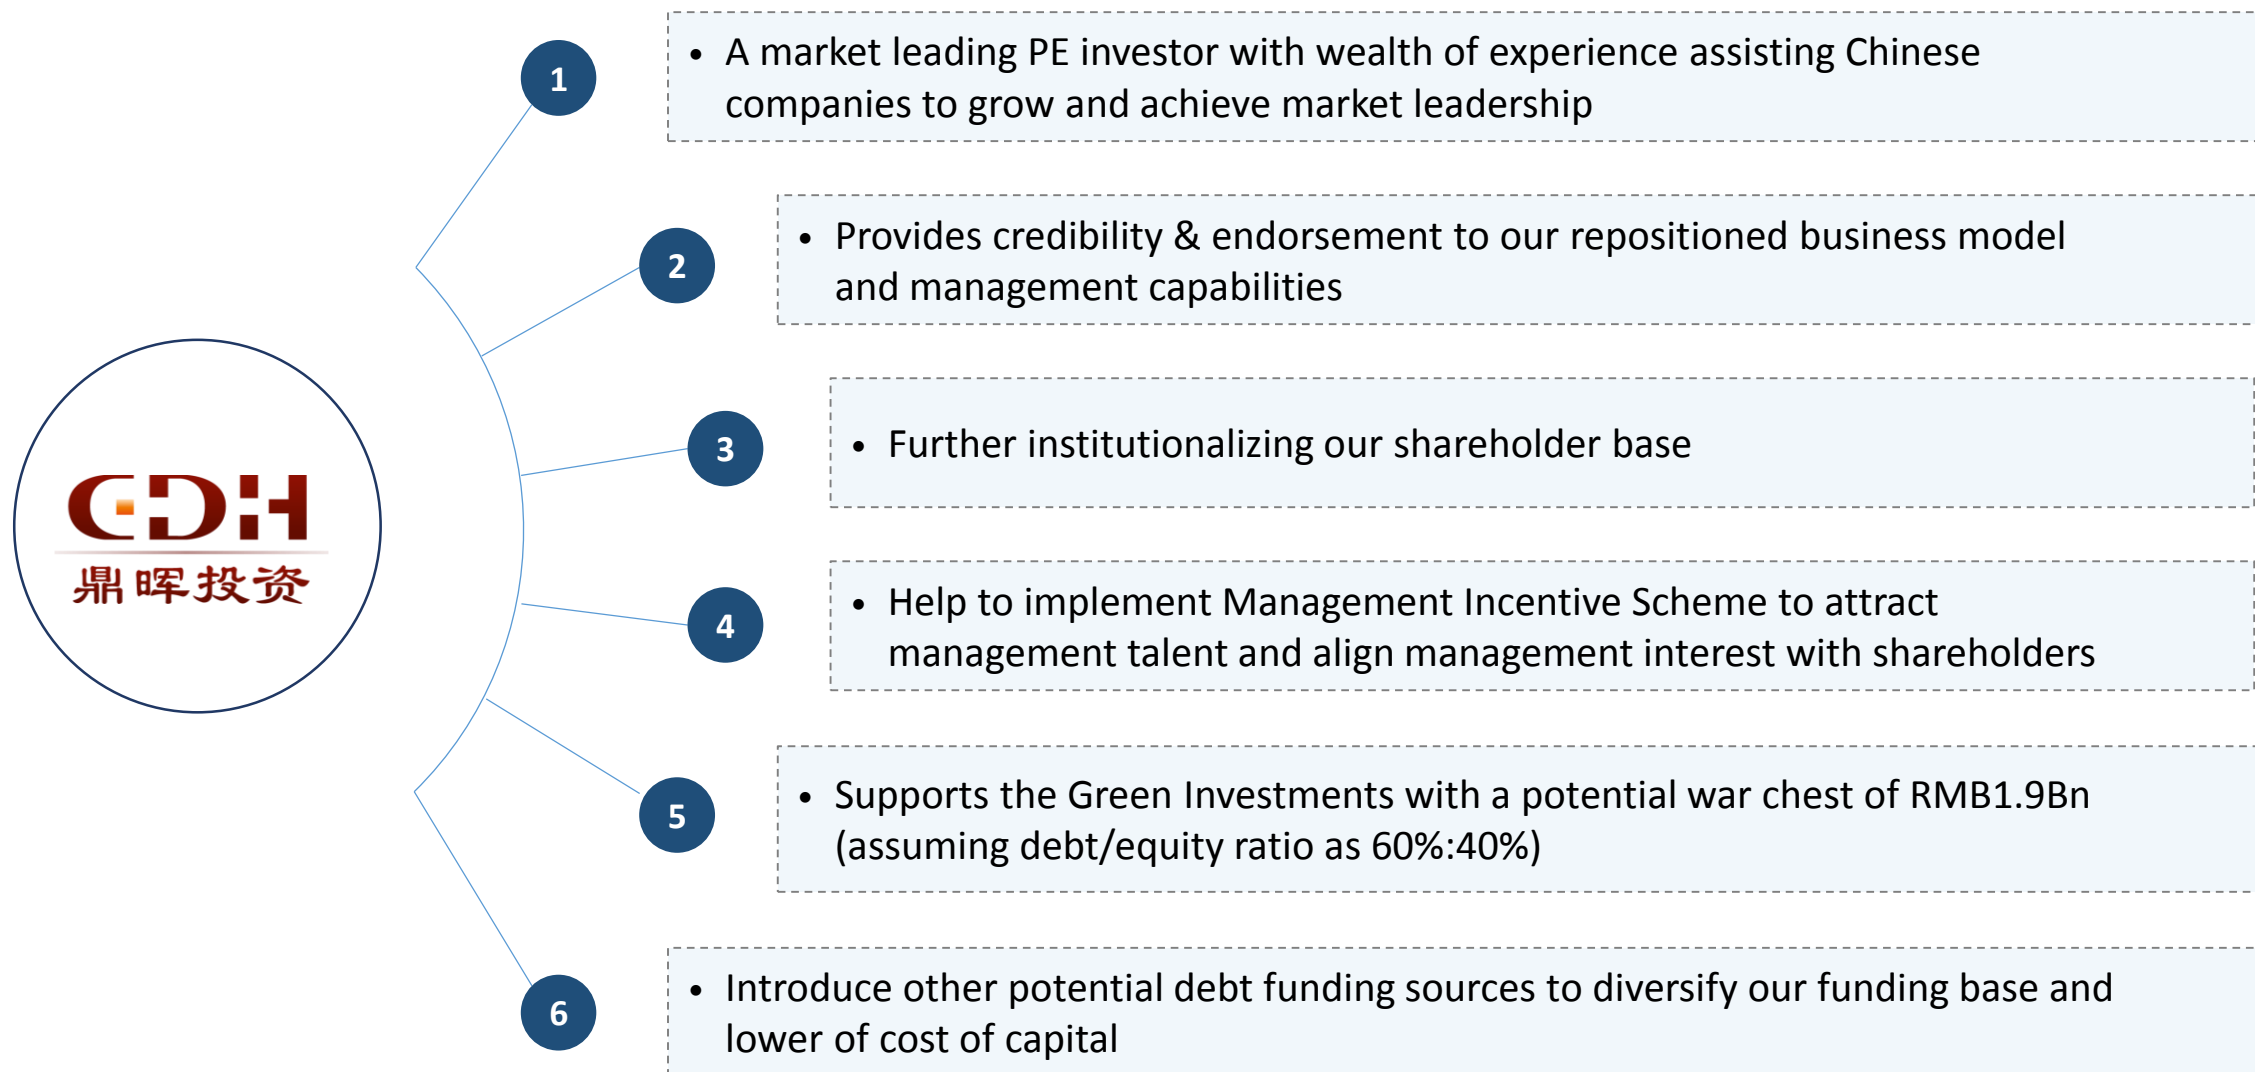 CDH
鼎晖投资
1
• A market leading PE investor with wealth of experience assisting Chinese
companies to grow and achieve market leadership
2
• Provides credibility & endorsement to our repositioned business model
and management capabilities
3
• Further institutionalizing our shareholder base
4
• Help to implement Management Incentive Scheme to attract
management talent and align management interest with shareholders
5
• Supports the Green Investments with a potential war chest of RMB1.9Bn
(assuming debt/equity ratio as 60%:40%)
6
• Introduce other potential debt funding sources to diversify our funding base and
lower of cost of capital